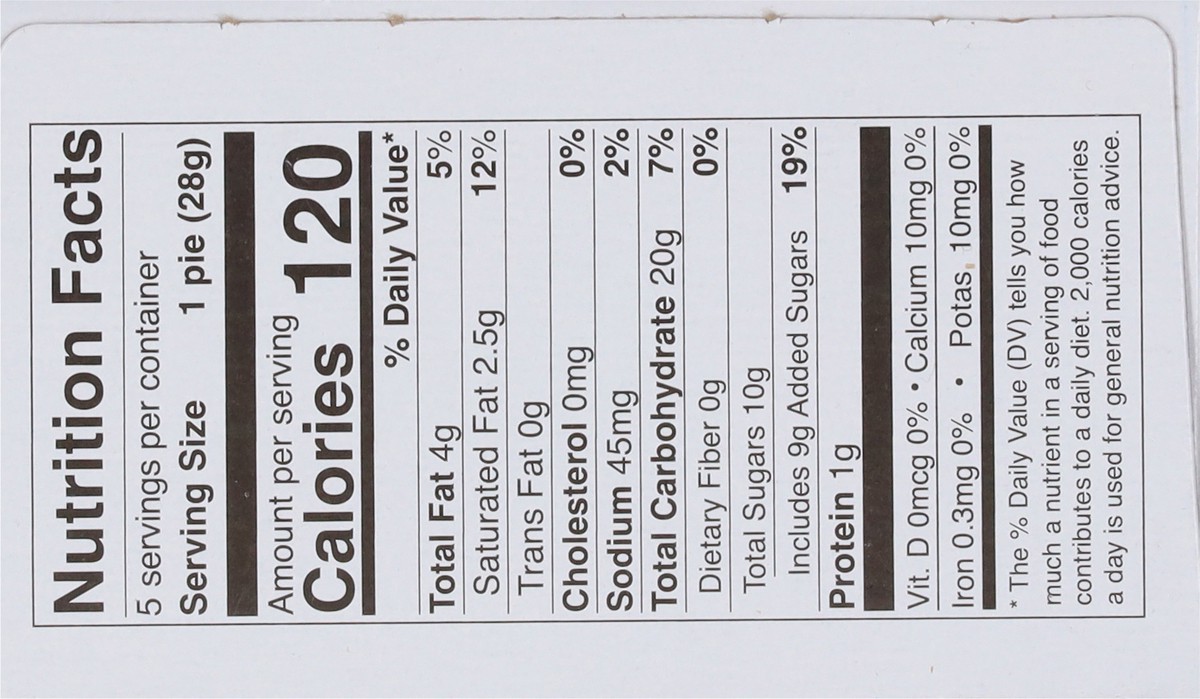 Nutrition Facts
5 servings per container
Serving Size 1 pie (28g)
Amount per serving
Calories 120
% Daily Value*
Total Fat 4g 5%
Saturated Fat 2.5g 12%
Trans Fat 0g
Cholesterol 0mg 0%
Sodium 45mg 2%
Total Carbohydrate 20g 7%
Dietary Fiber 0g 0%
Total Sugars 10g
Includes 9g Added Sugars 19%
Protein 1g
Vit. D 0mcg 0% • Calcium 10mg 0%
Iron 0.3mg 0% • Potas. 10mg 0%
* The % Daily Value (DV) tells you how
much a nutrient in a serving of food
contributes to a daily diet. 2,000 calories
a day is used for general nutrition advice.